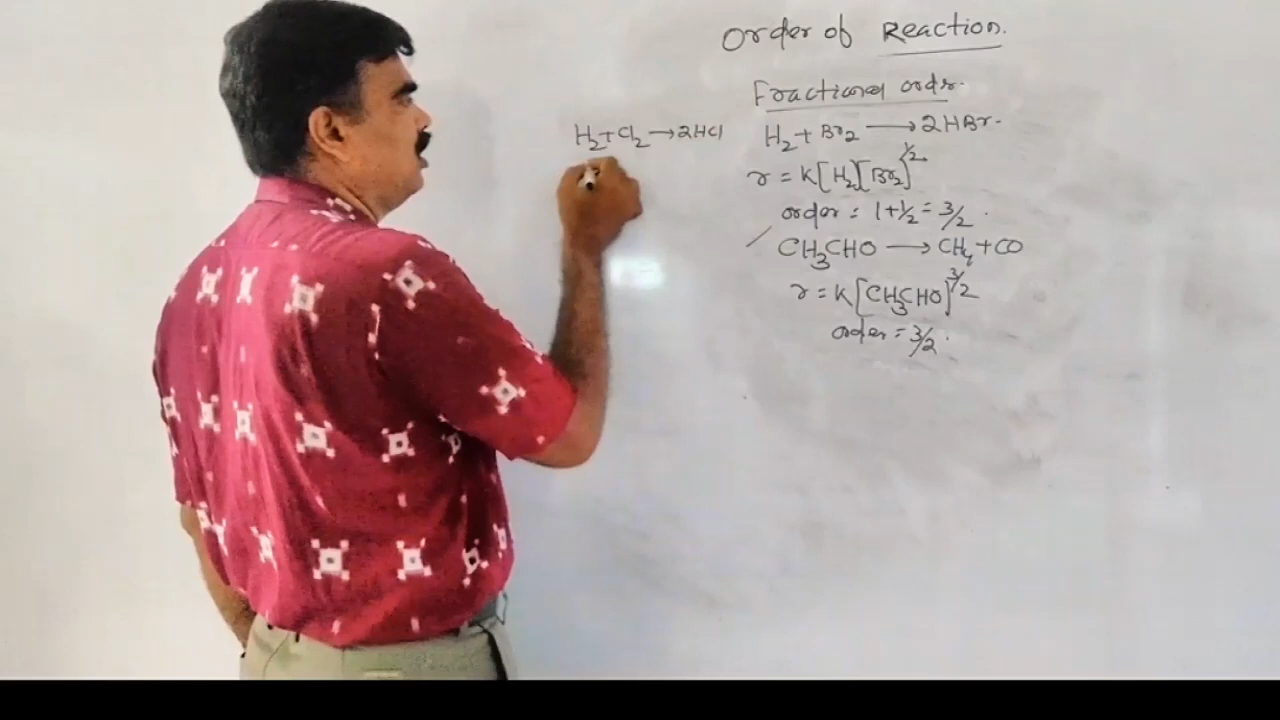 Order of Reaction.
Fractional order.
H₂+Cl₂→2HCl
H₂ + Br₂ → 2HBr.
r = K[H₂][Br₂]^1/2
order = 1+1/2 = 3/2.
CH₃CHO → CH₄+CO
r = K[CH₃CHO]^3/2
order = 3/2.